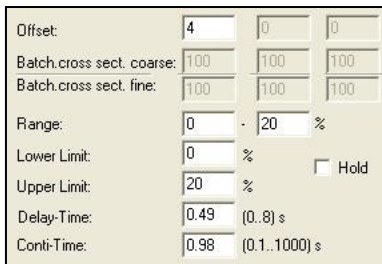 Offset: 4 0 0
Batch.cross sect. coarse: 100 100 100
Batch.cross sect. fine: 100 100 100
Range: 0 - 20 %
Lower Limit: 0 %
Hold
Upper Limit: 20 %
Delay-Time: 0.49 (0..8) s
Conti-Time: 0.98 (0.1..1000) s